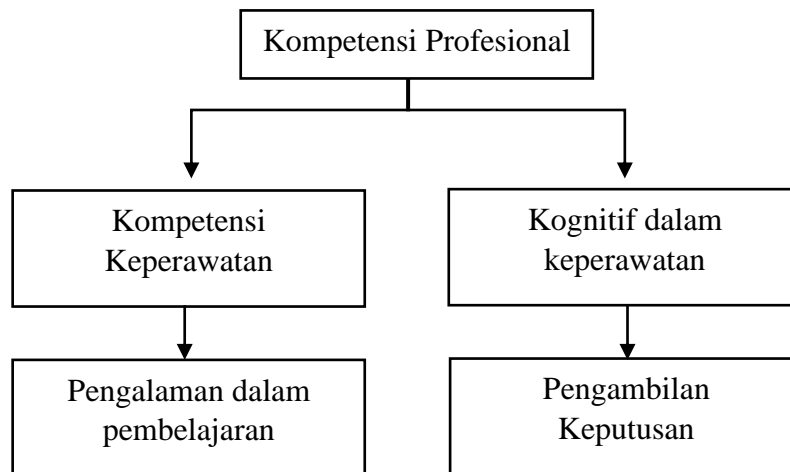 Kompetensi Profesional
Kompetensi
Keperawatan
Kognitif dalam
keperawatan
Pengalaman dalam
pembelajaran
Pengambilan
Keputusan